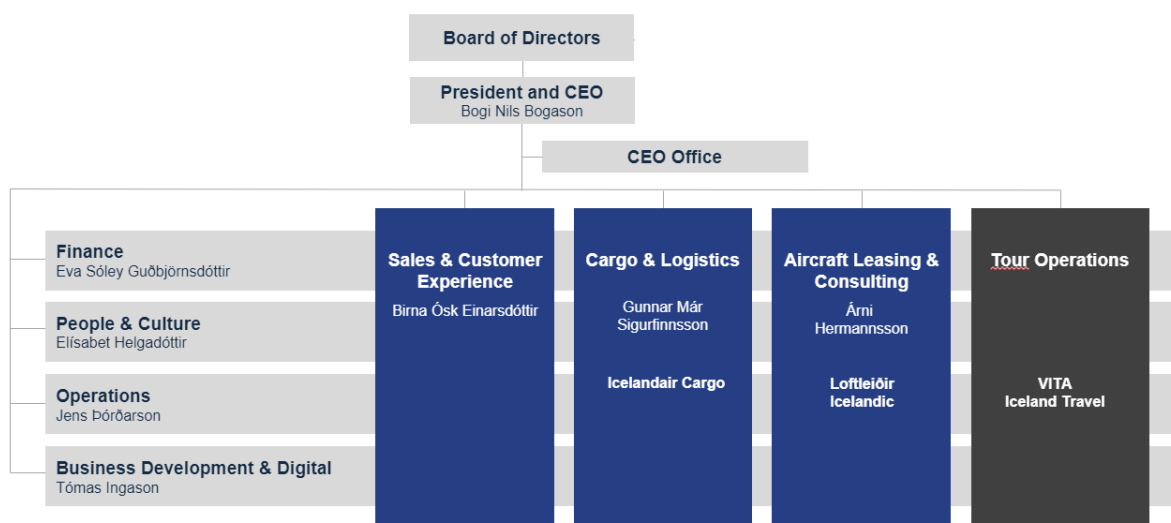 Board of Directors
President and CEO
Bogi Nils Bogason
CEO Office
Finance
Eva Sóley Guðbjörnsdóttir
People & Culture
Elísabet Helgadóttir
Operations
Jens Þórðarson
Business Development & Digital
Tómas Ingason
Sales & Customer
Experience
Birna Ósk Einarsdóttir
Cargo & Logistics
Gunnar Már
Sigurfinnsson
Icelandair Cargo
Aircraft Leasing &
Consulting
Árni
Hermannsson
Loftleiðir
Icelandic
Tour Operations
VITA
Iceland Travel